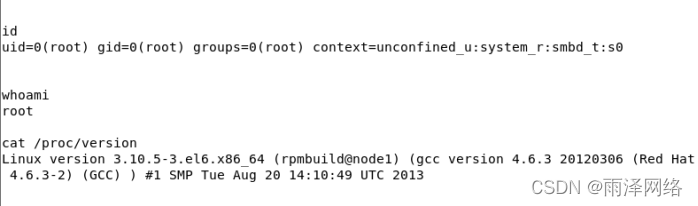 id
uid=0(root) gid=0(root) groups=0(root) context=unconfined_u:system_r:smbd_t:s0
whoami
root
cat /proc/version
Linux version 3.10.5-3.el6.x86_64 (rpmbuild@node1) (gcc version 4.6.3 20120306 (Red Hat
4.6.3-2) (GCC) ) #1 SMP Tue Aug 20 14:10:49 UTC 2013
CSDN @雨泽网络